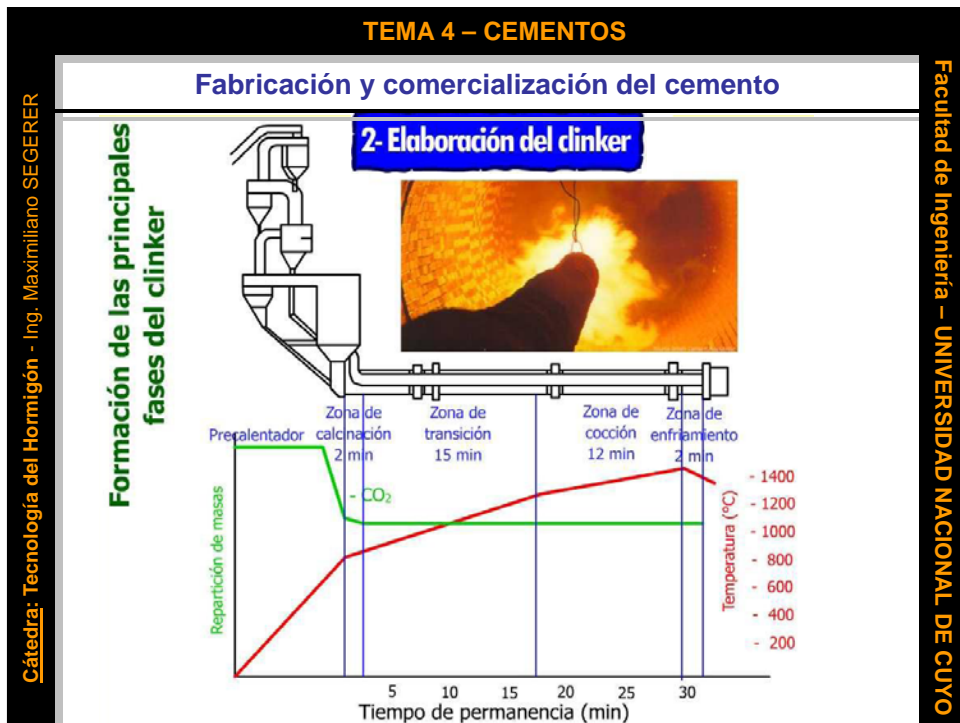 TEMA 4 – CEMENTOS
Fabricación y comercialización del cemento
Cátedra: Tecnología del Hormigón - Ing. Maximiliano SEGERER
Facultad de Ingeniería – UNIVERSIDAD NACIONAL DE CUYO
Formación de las principales
fases del clinker
2- Elaboración del clinker
Precalentador
Zona de
calcinación
2 min
Zona de
transición
15 min
Zona de
cocción
12 min
Zona de
enfriamiento
2 min
- CO₂
Repartición de masas
Temperatura (°C)
- 1400
- 1200
- 1000
- 800
- 600
- 400
- 200
5 10 15 20 25 30
Tiempo de permanencia (min)